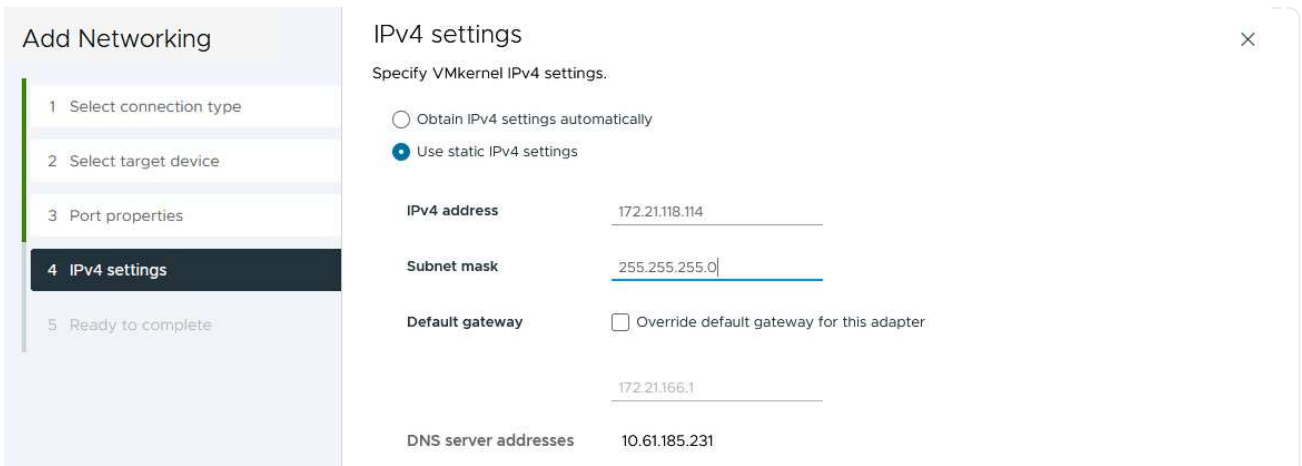 Add Networking
1 Select connection type
2 Select target device
3 Port properties
4 IPv4 settings
5 Ready to complete
IPv4 settings
Specify VMkernel IPv4 settings.
Obtain IPv4 settings automatically
Use static IPv4 settings
IPv4 address 172.21.118.114
Subnet mask 255.255.255.0
Default gateway Override default gateway for this adapter
172.21.166.1
DNS server addresses 10.61.185.231